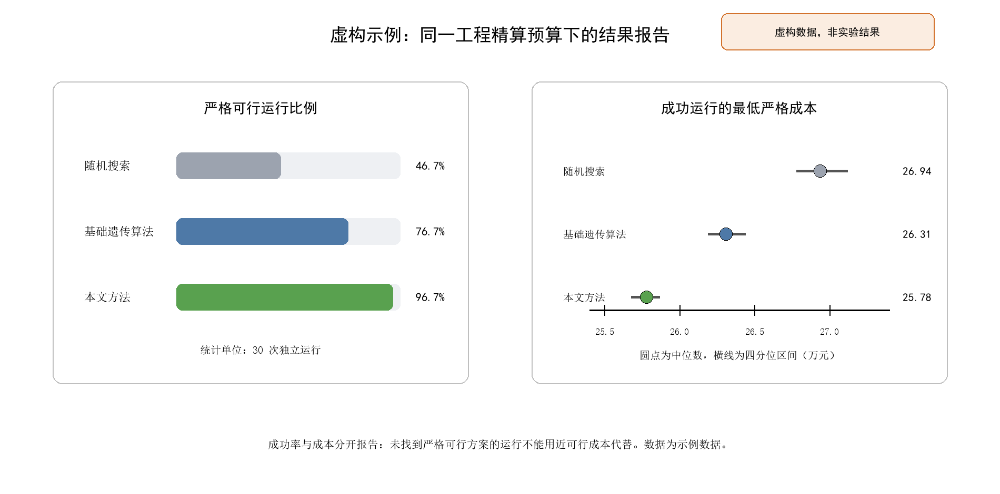 虚构示例：同一工程精算预算下的结果报告
虚构数据，非实验结果
严格可行运行比例
随机搜索
46.7%
基础遗传算法
76.7%
本文方法
96.7%
统计单位：30 次独立运行
成功运行的最低严格成本
随机搜索
26.94
基础遗传算法
26.31
本文方法
25.78
25.5
26.0
26.5
27.0
圆点为中位数，横线为四分位区间（万元）
成功率与成本分开报告：未找到严格可行方案的运行不能用近可行成本代替。数据为示例数据。